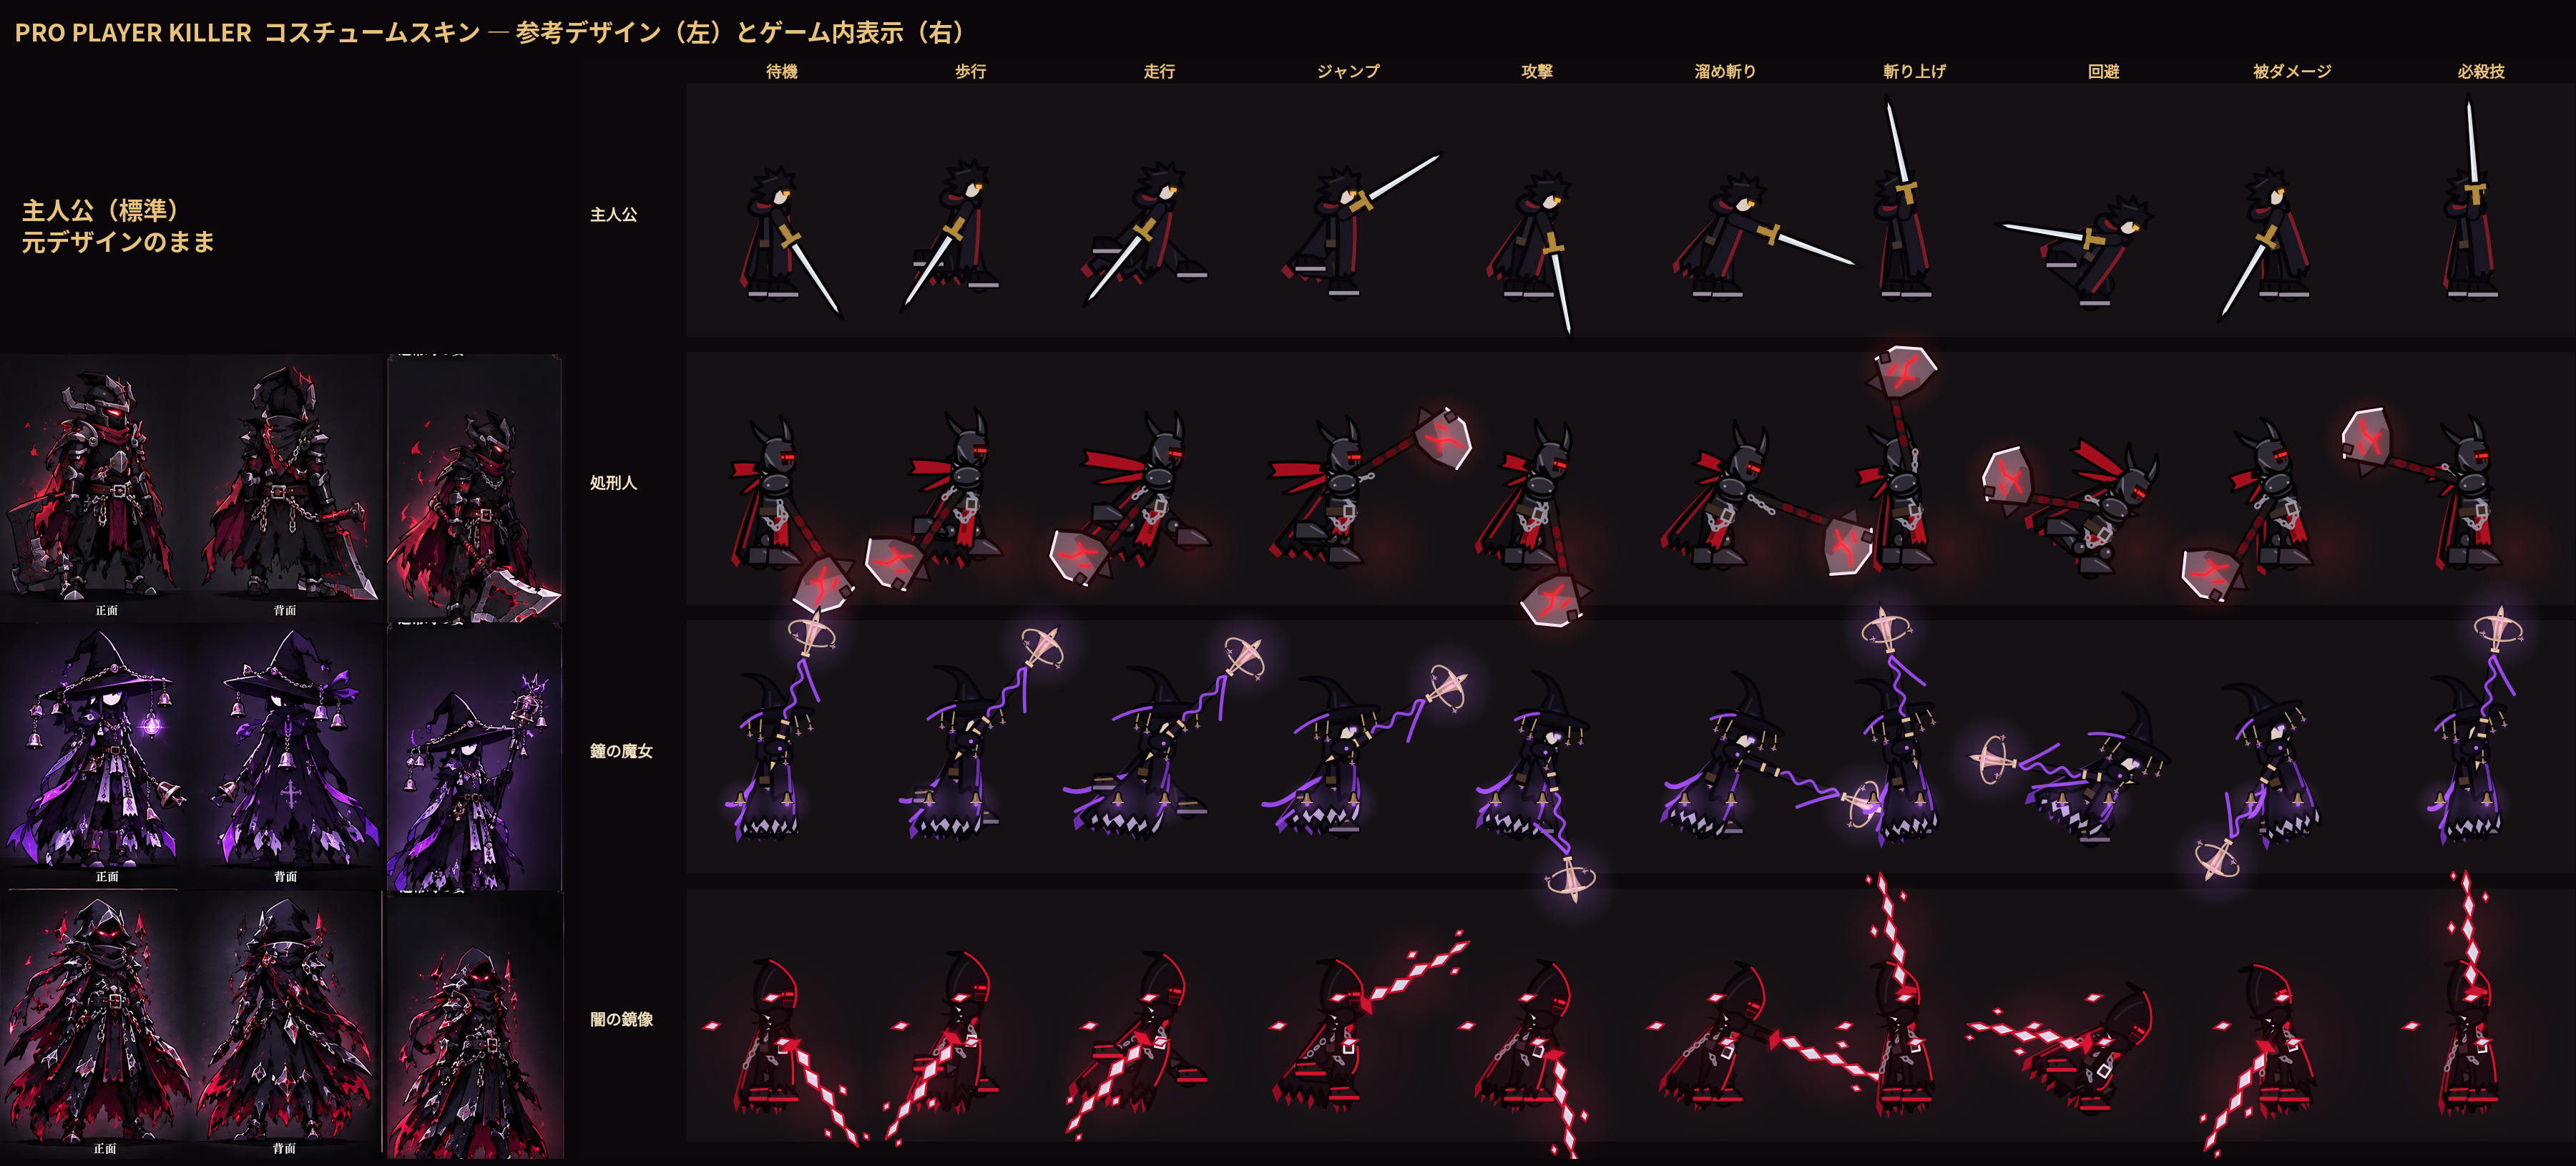 PRO PLAYER KILLER コスチュームスキン — 参考デザイン（左）とゲーム内表示（右）
待機 歩行 走行 ジャンプ 攻撃 溜め斬り 斬り上げ 回避 被ダメージ 必殺技
主人公（標準）
元デザインのまま
主人公
処刑人
正面 背面
鐘の魔女
正面 背面
闇の鏡像
正面 背面